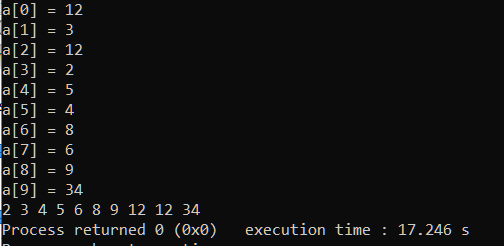 a[0] = 12
a[1] = 3
a[2] = 12
a[3] = 2
a[4] = 5
a[5] = 4
a[6] = 8
a[7] = 6
a[8] = 9
a[9] = 34
2 3 4 5 6 8 9 12 12 34
Process returned 0 (0x0)   execution time : 17.246 s